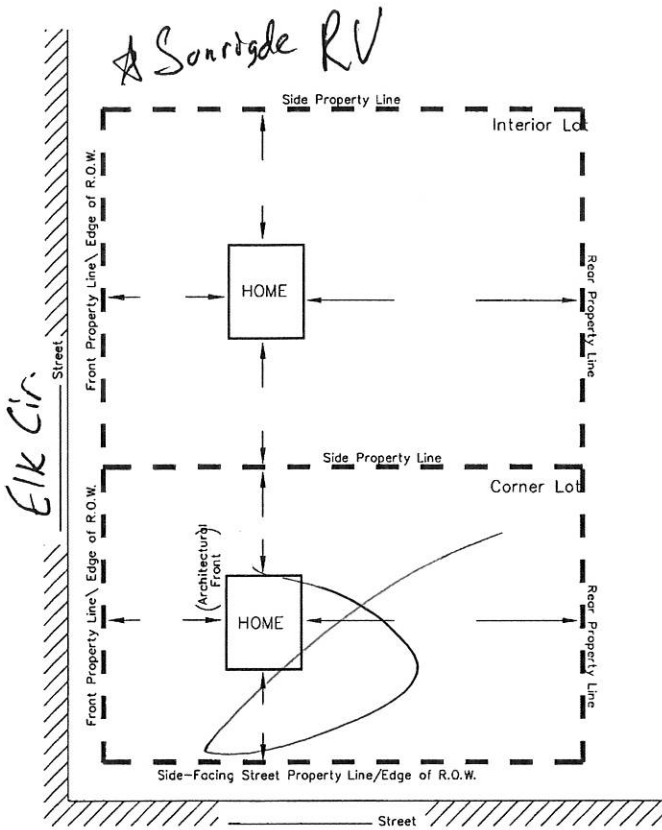 ☆ Sonrigde RV
Side Property Line
Interior Lot
Front Property Line\ Edge of R.O.W.
HOME
Rear Property Line
Elk Cir.
Street
Side Property Line
Corner Lot
Front Property Line\ Edge of R.O.W.
(Architectural
Front)
HOME
Rear Property Line
Side-Facing Street Property Line/Edge of R.O.W.
Street